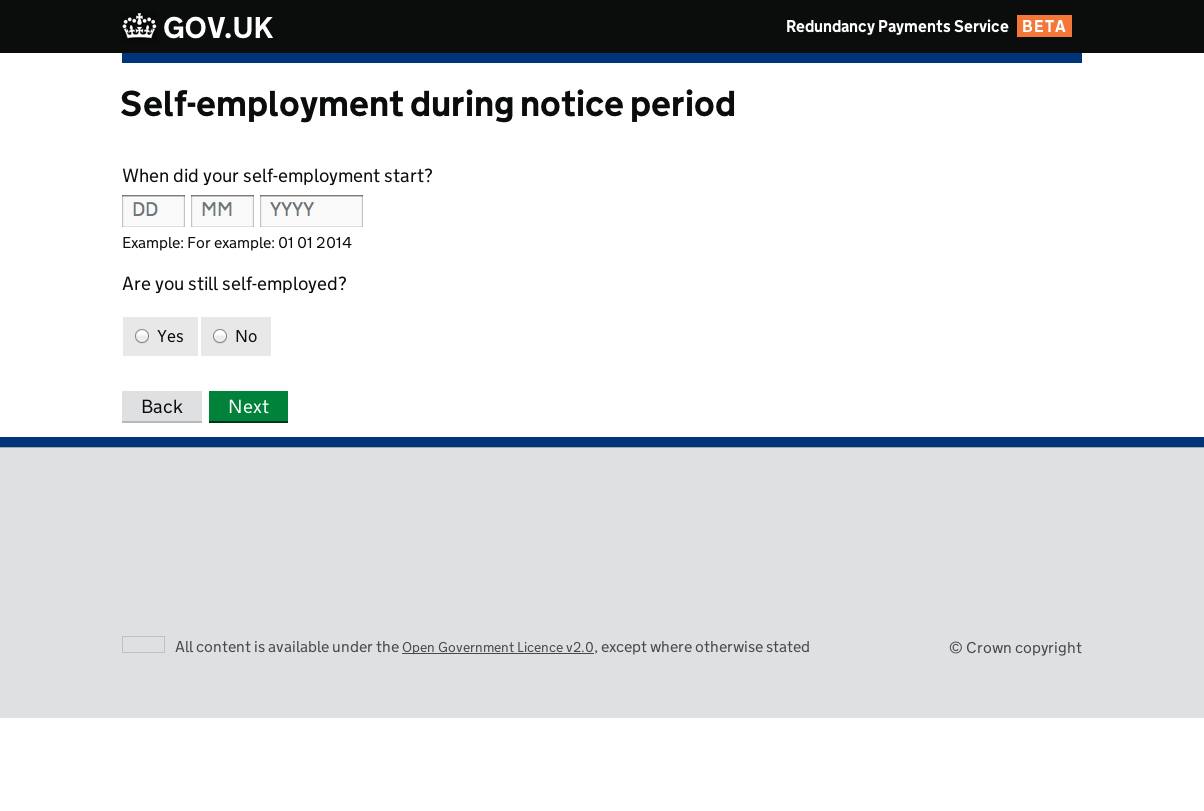 GOV.UK
Redundancy Payments Service BETA
Self-employment during notice period
When did your self-employment start?
DD MM YYYY
Example: For example: 01 01 2014
Are you still self-employed?
Yes No
Back Next
All content is available under the Open Government Licence v2.0, except where otherwise stated
© Crown copyright